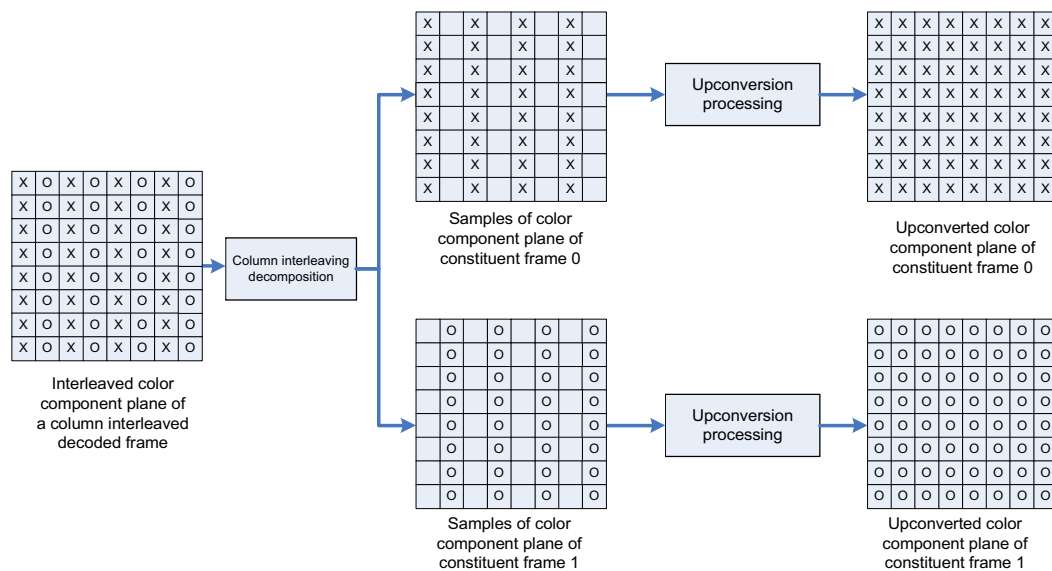 X X X X
X X X X
X X X X
X X X X
X X X X
X X X X
X X X X
X X X X
Samples of color
component plane of
constituent frame 0
Upconversion
processing
X X X X X X X X
X X X X X X X X
X X X X X X X X
X X X X X X X X
X X X X X X X X
X X X X X X X X
X X X X X X X X
X X X X X X X X
Upconverted color
component plane of
constituent frame 0
X O X O X O X O
X O X O X O X O
X O X O X O X O
X O X O X O X O
X O X O X O X O
X O X O X O X O
X O X O X O X O
X O X O X O X O
Interleaved color
component plane of
a column interleaved
decoded frame
Column interleaving
decomposition
O O O O
O O O O
O O O O
O O O O
O O O O
O O O O
O O O O
O O O O
Samples of color
component plane of
constituent frame 1
Upconversion
processing
O O O O O O O O
O O O O O O O O
O O O O O O O O
O O O O O O O O
O O O O O O O O
O O O O O O O O
O O O O O O O O
O O O O O O O O
Upconverted color
component plane of
constituent frame 1